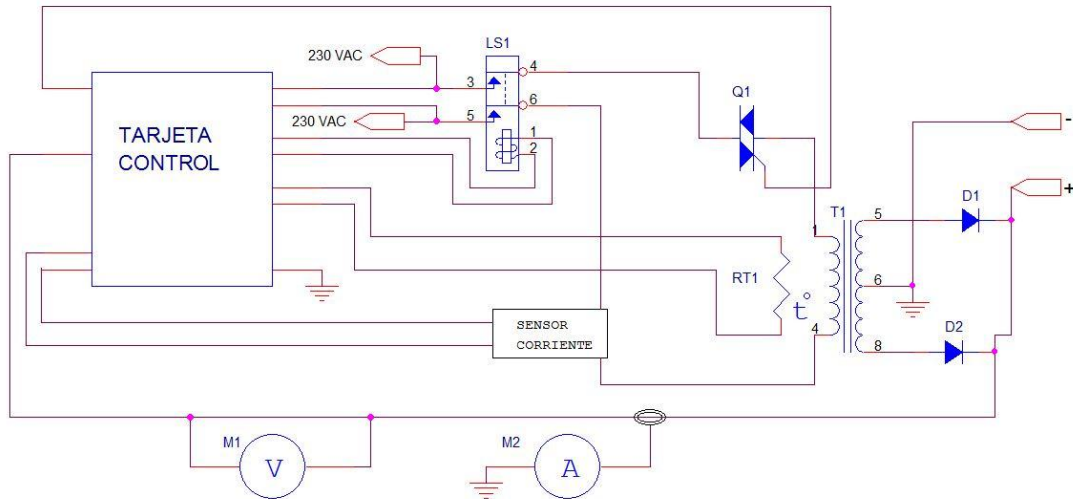 LS1
230 VAC
4
3
Q1
6
230 VAC
5
TARJETA
CONTROL
1
2
-
+
D1
T1
5
1
RT1
t°
6
SENSOR
CORRIENTE
4
D2
8
M1
V
M2
A